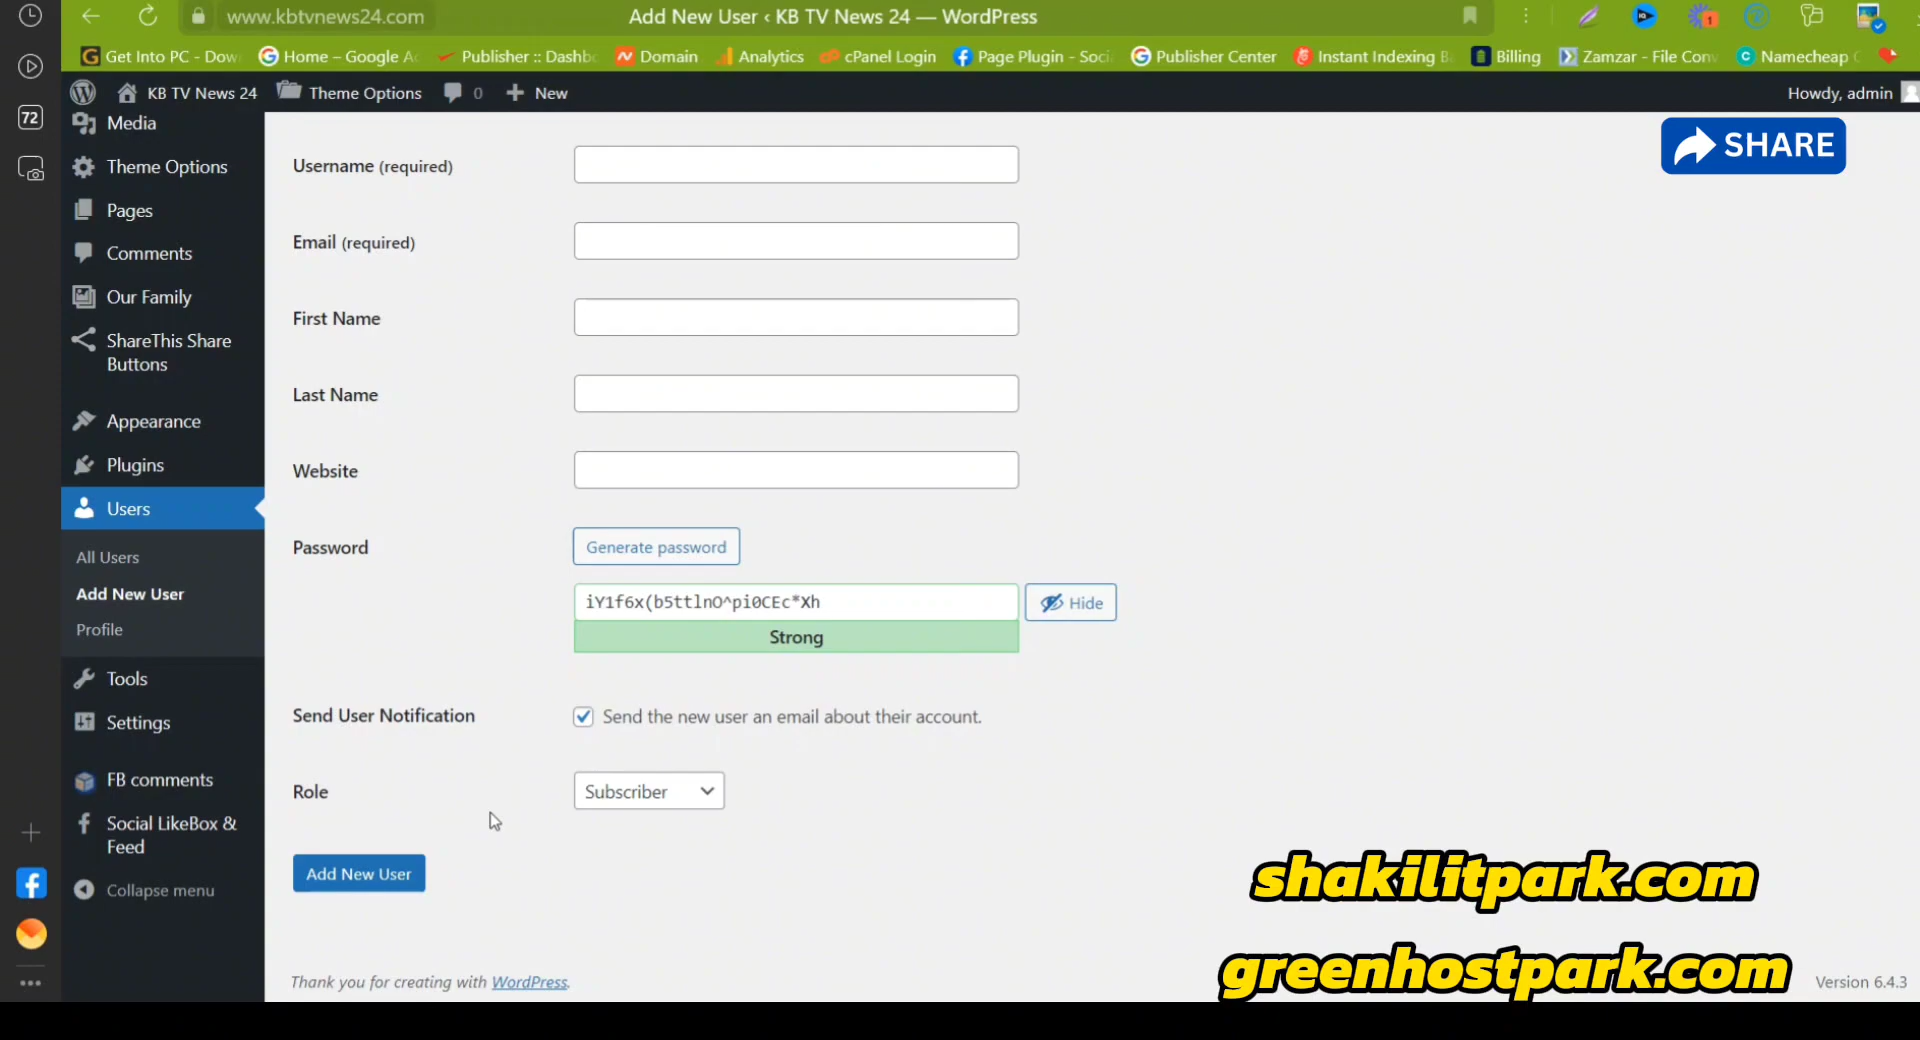 www.kbtvnews24.com
Add New User ‹ KB TV News 24 — WordPress
1
Get Into PC - Dow
Home – Google Ac
Publisher :: Dashbo
Domain
Analytics
cPanel Login
Page Plugin - Soci
Publisher Center
Instant Indexing B
Billing
Zamzar - File Conv
Namecheap
KB TV News 24
Theme Options
0
New
Howdy, admin
72
SHARE
Media
Theme Options
Pages
Comments
Our Family
ShareThis Share
Buttons
Appearance
Plugins
Users
All Users
Add New User
Profile
Tools
Settings
FB comments
Social LikeBox &
Feed
Collapse menu
Username (required)
Email (required)
First Name
Last Name
Website
Password
Generate password
iY1f6x(b5ttlnO^pi0CEc*Xh
Hide
Strong
Send User Notification
Send the new user an email about their account.
Role
Subscriber
Add New User
shakilitpark.com
greenhostpark.com
Thank you for creating with WordPress.
Version 6.4.3